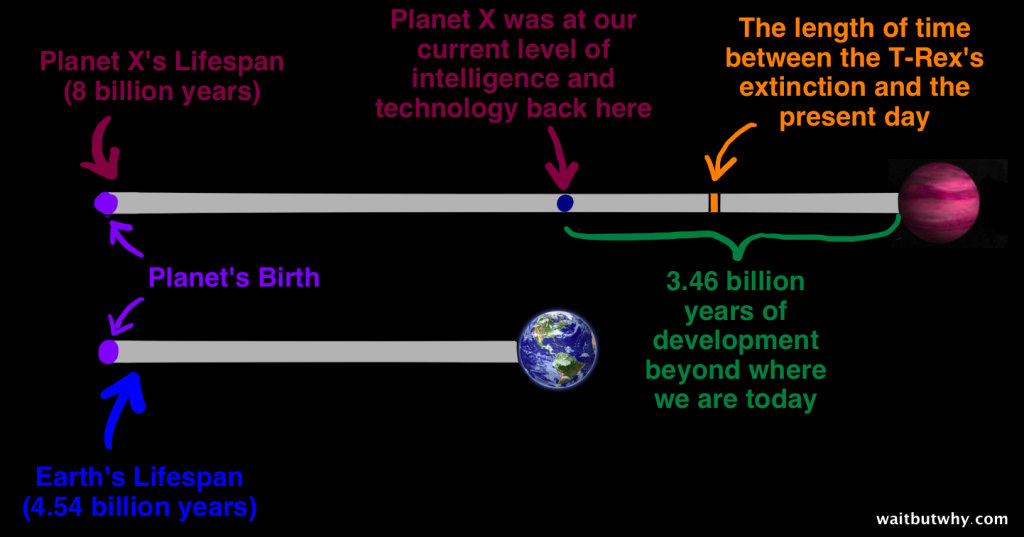 Planet X's Lifespan
(8 billion years)
Planet X was at our
current level of
intelligence and
technology back here
The length of time
between the T-Rex's
extinction and the
present day
Planet's Birth
3.46 billion
years of
development
beyond where
we are today
Earth's Lifespan
(4.54 billion years)
waitbutwhy.com